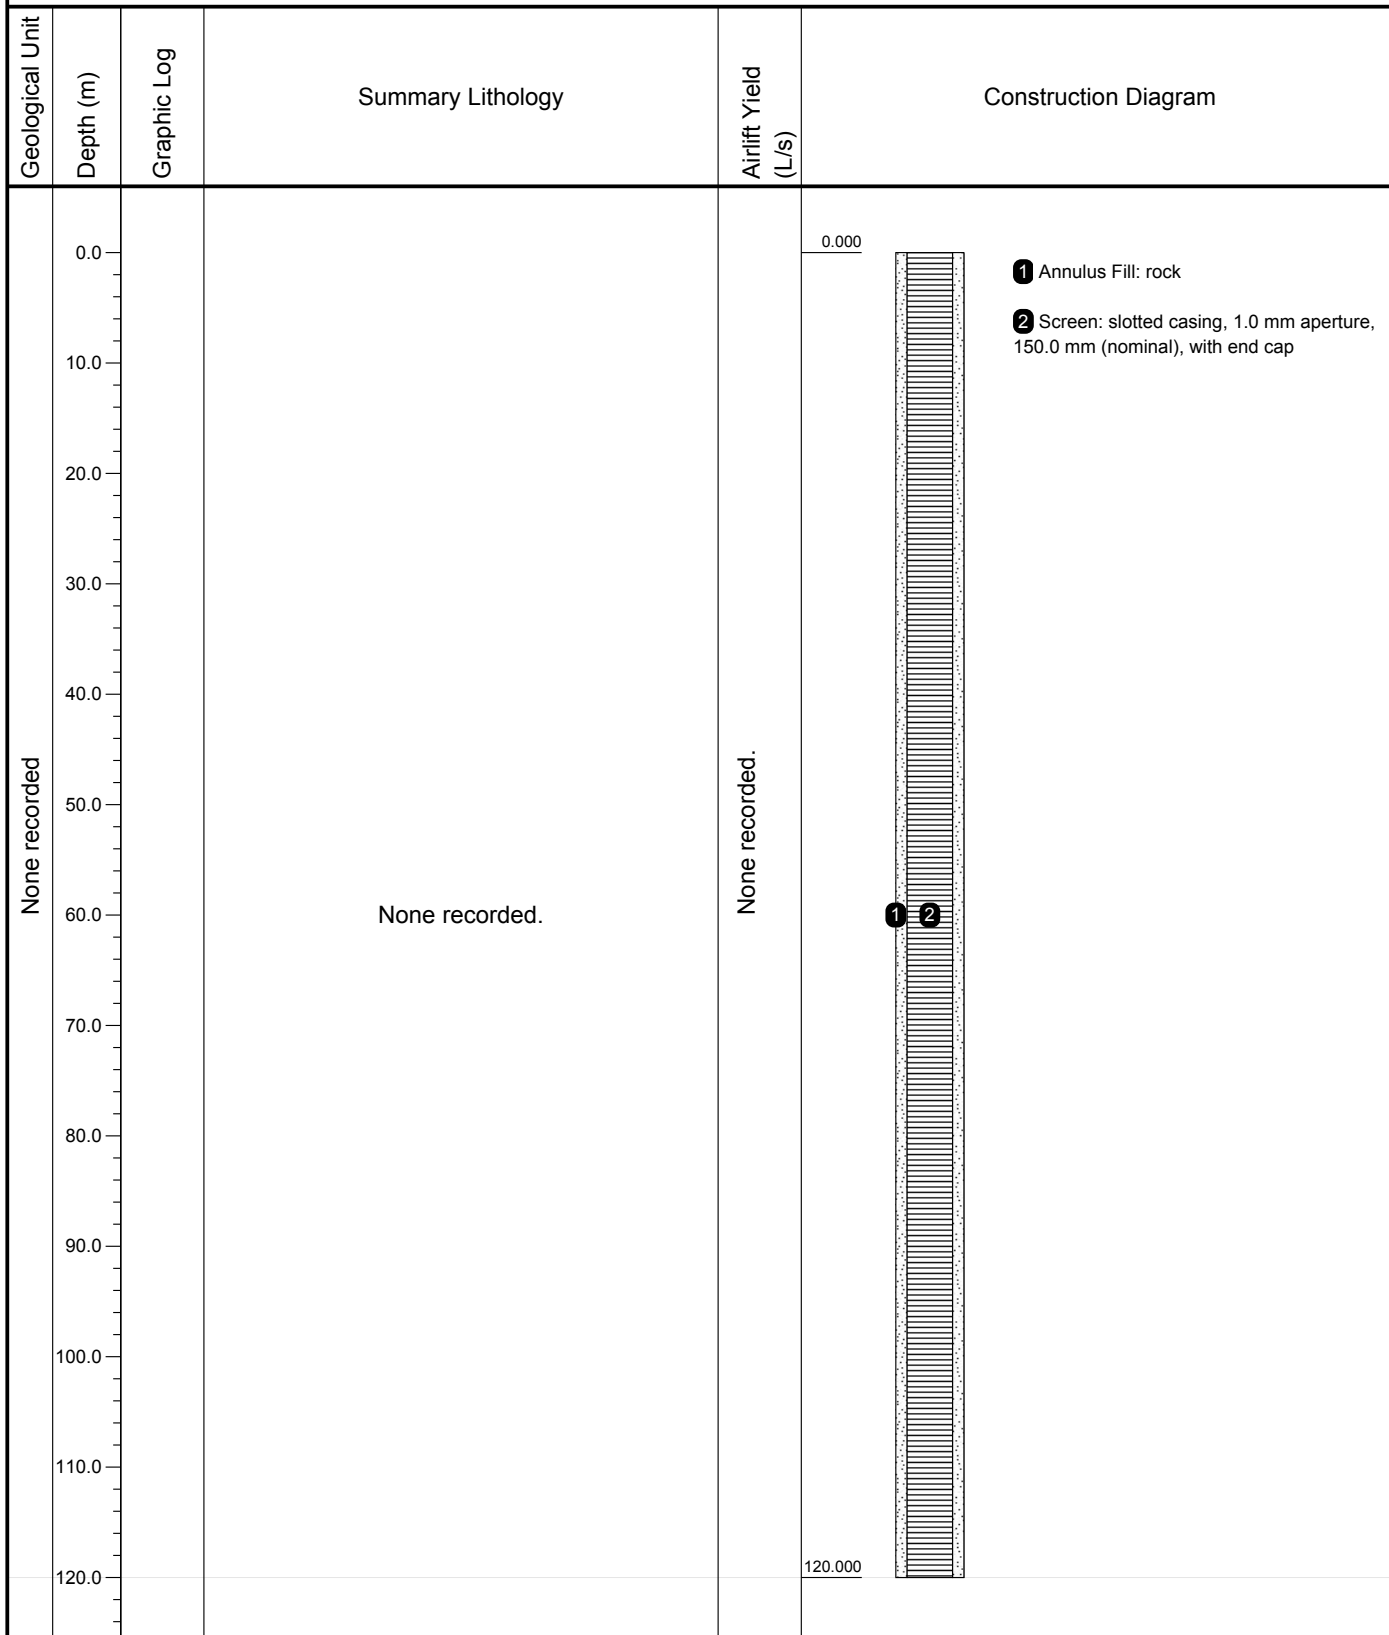 Geological Unit
Depth (m)
Graphic Log
Summary Lithology
Airlift Yield
(L/s)
Construction Diagram
0.0
10.0
20.0
30.0
40.0
50.0
60.0
70.0
80.0
90.0
100.0
110.0
120.0
None recorded
None recorded.
None recorded.
0.000
120.000
1 2
1 Annulus Fill: rock
2 Screen: slotted casing, 1.0 mm aperture,
150.0 mm (nominal), with end cap